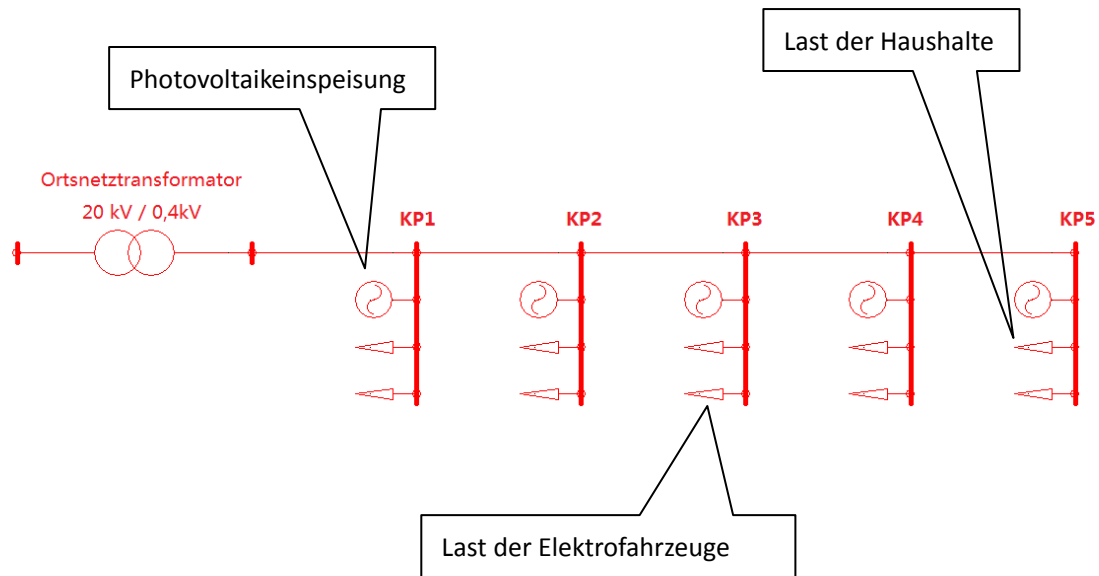 Last der Haushalte
Photovoltaikeinspeisung
Ortsnetztransformator
20 kV / 0,4kV
KP1
KP2
KP3
KP4
KP5
Last der Elektrofahrzeuge